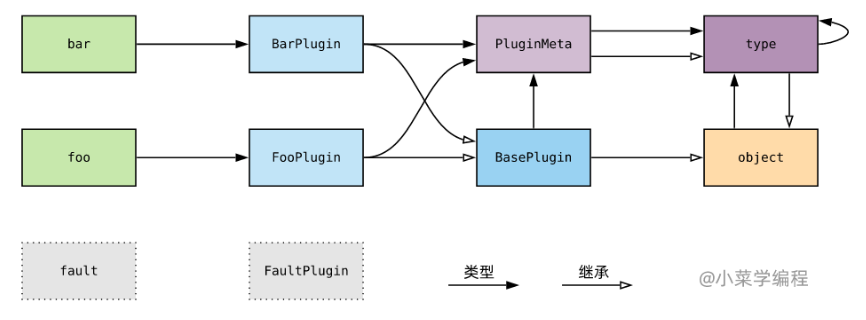 bar
BarPlugin
PluginMeta
type
foo
FooPlugin
BasePlugin
object
fault
FaultPlugin
类型
继承
@小菜学编程